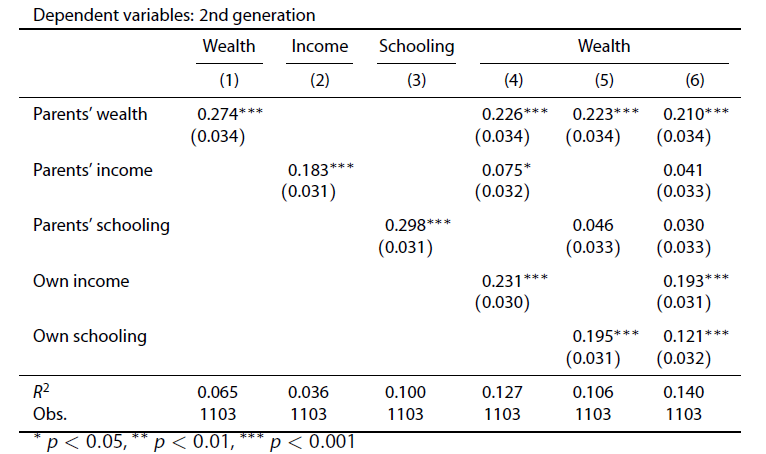 Dependent variables: 2nd generation
Wealth Income Schooling Wealth
(1) (2) (3) (4) (5) (6)
Parents' wealth 0.274*** 0.226*** 0.223*** 0.210***
(0.034) (0.034) (0.034) (0.034)
Parents' income 0.183*** 0.075* 0.041
(0.031) (0.032) (0.033)
Parents' schooling 0.298*** 0.046 0.030
(0.031) (0.033) (0.033)
Own income 0.231*** 0.193***
(0.030) (0.031)
Own schooling 0.195*** 0.121***
(0.031) (0.032)
R² 0.065 0.036 0.100 0.127 0.106 0.140
Obs. 1103 1103 1103 1103 1103 1103
* p < 0.05, ** p < 0.01, *** p < 0.001